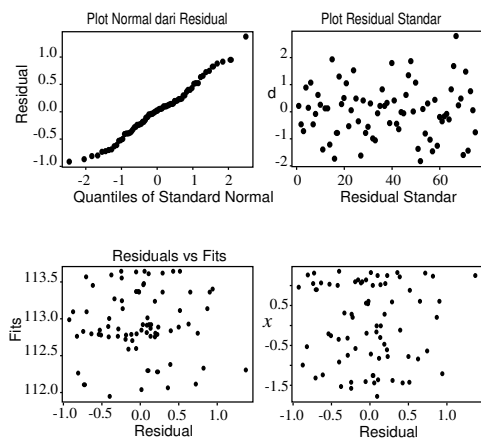 Plot Normal dari Residual
Residual
1.0
0.5
0.0
-0.5
-1.0
-2 -1 0 1 2
Quantiles of Standard Normal
Plot Residual Standar
d
2
1
0
-1
-2
0 20 40 60
Residual Standar
Residuals vs Fits
Fits
113.5
113.0
112.5
112.0
-1.0 -0.5 0.0 0.5 1.0
Residual
x
1.5
0.5
-0.5
-1.5
-1.0 -0.5 0.0 0.5 1.0
Residual